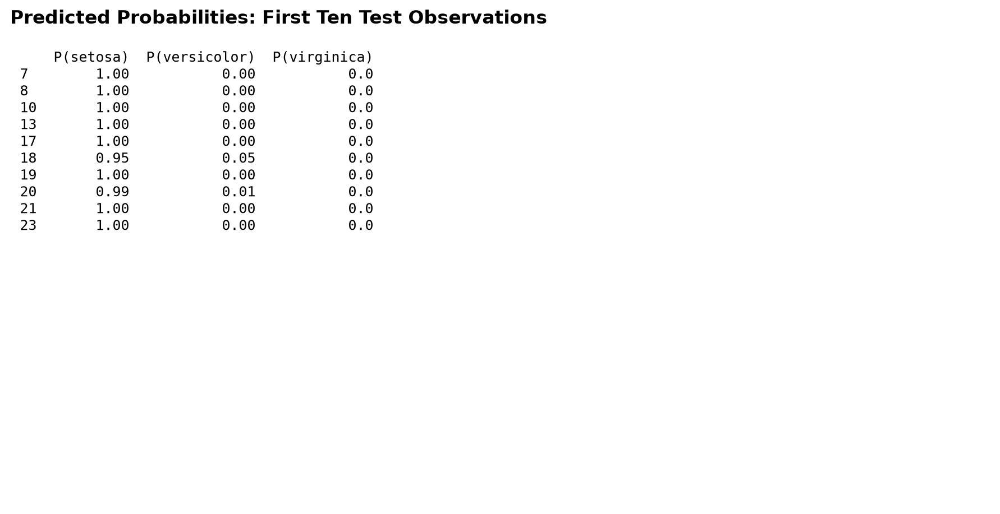 Predicted Probabilities: First Ten Test Observations
P(setosa) P(versicolor) P(virginica)
7 1.00 0.00 0.0
8 1.00 0.00 0.0
10 1.00 0.00 0.0
13 1.00 0.00 0.0
17 1.00 0.00 0.0
18 0.95 0.05 0.0
19 1.00 0.00 0.0
20 0.99 0.01 0.0
21 1.00 0.00 0.0
23 1.00 0.00 0.0